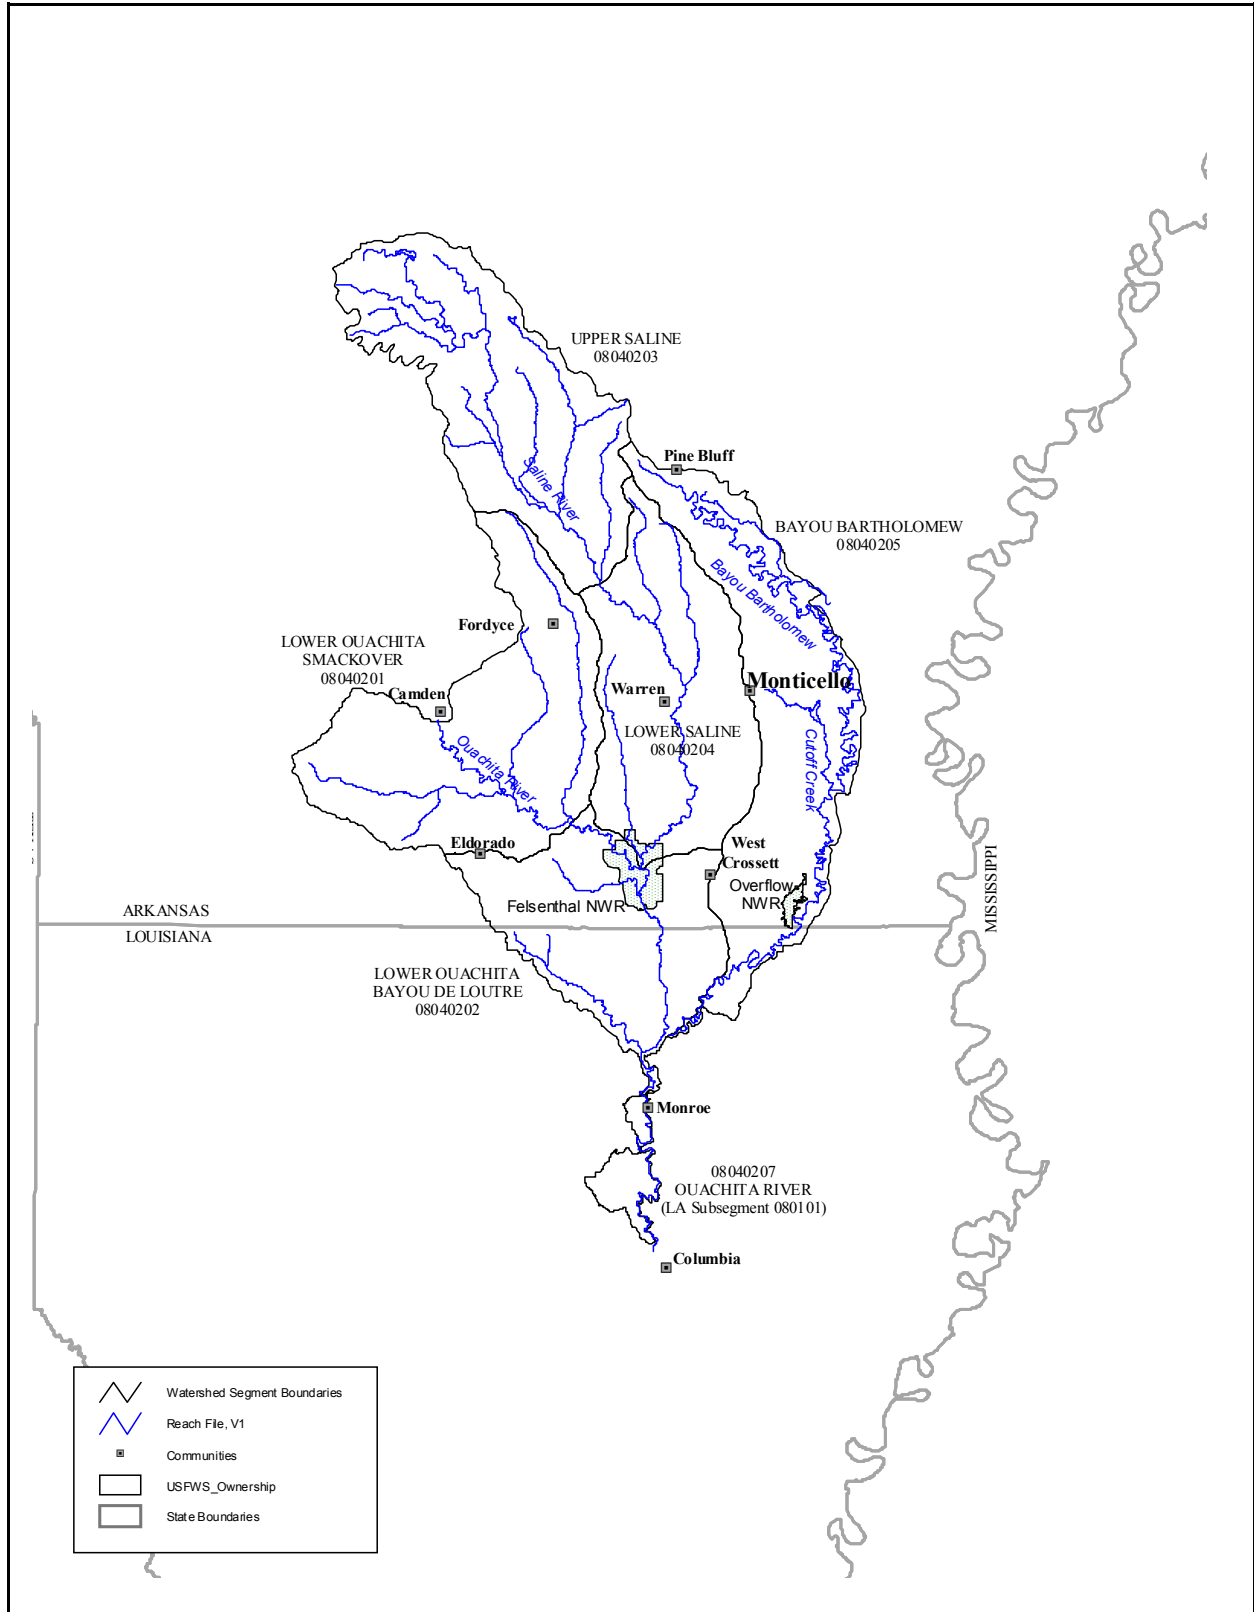 UPPER SALINE
08040203
Pine Bluff
Saline River
BAYOU BARTHOLOMEW
08040205
Bayou Bartholomew
Fordyce
LOWER OUACHITA
SMACKOVER
08040201
Camden
Warren
Monticello
LOWER SALINE
08040204
Ouachita River
Cutoff Creek
Eldorado
West
Crossett
Overflow
NWR
Felsenthal NWR
MISSISSIPPI
ARKANSAS
LOUISIANA
LOWER OUACHITA
BAYOU DE LOUTRE
08040202
Monroe
08040207
OUACHITA RIVER
(LA Subsegment 080101)
Columbia
Watershed Segment Boundaries
Reach File, V1
Communities
USFWS_Ownership
State Boundaries